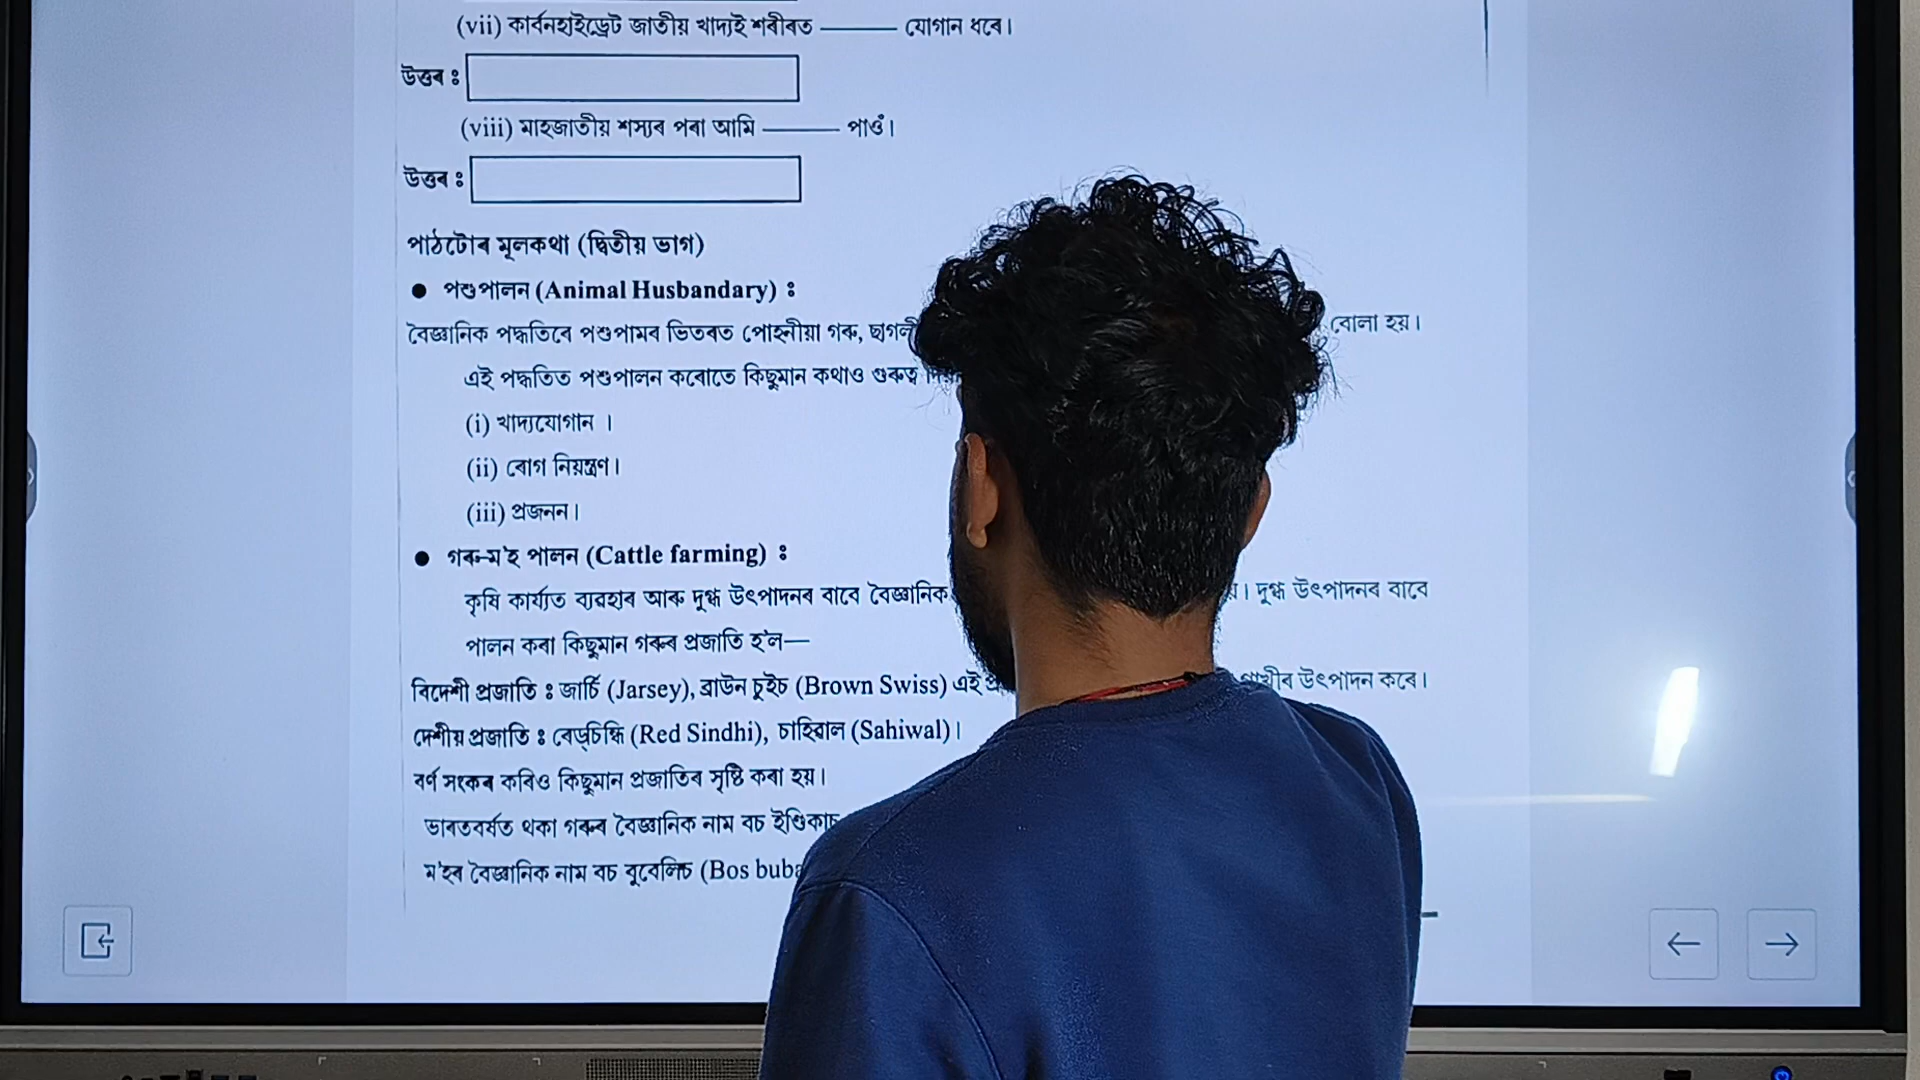 (vii) কাৰ্বনহাইড্ৰেট জাতীয় খাদ্যই শৰীৰত ——— যোগান ধৰে।
উত্তৰ ঃ
(viii) মাহজাতীয় শস্যৰ পৰা আমি ——— পাওঁ।
উত্তৰ ঃ
পাঠটোৰ মূলকথা (দ্বিতীয় ভাগ)
● পশুপালন (Animal Husbandary) ঃ
বৈজ্ঞানিক পদ্ধতিৰে পশুপামৰ ভিতৰত পোহনীয়া গৰু, ছাগলী বোলা হয়।
এই পদ্ধতিত পশুপালন কৰোতে কিছুমান কথাও গুৰুত্ব
(i) খাদ্যযোগান ।
(ii) ৰোগ নিয়ন্ত্ৰণ।
(iii) প্ৰজনন।
● গৰু-ম'হ পালন (Cattle farming) ঃ
কৃষি কাৰ্য্যত ব্যৱহাৰ আৰু দুগ্ধ উৎপাদনৰ বাবে বৈজ্ঞানিক । দুগ্ধ উৎপাদনৰ বাবে
পালন কৰা কিছুমান গৰুৰ প্ৰজাতি হ'ল—
বিদেশী প্ৰজাতি ঃ জাৰ্চি (Jarsey), ব্ৰাউন চুইচ (Brown Swiss) এই গাখীৰ উৎপাদন কৰে।
দেশীয় প্ৰজাতি ঃ ৰেড্‌চিন্ধি (Red Sindhi), চাহিৱাল (Sahiwal)।
বৰ্ণ সংকৰ কৰিও কিছুমান প্ৰজাতিৰ সৃষ্টি কৰা হয়।
ভাৰতবৰ্ষত থকা গৰুৰ বৈজ্ঞানিক নাম বচ ইণ্ডিকাচ
ম'হৰ বৈজ্ঞানিক নাম বচ বুবেলিচ (Bos